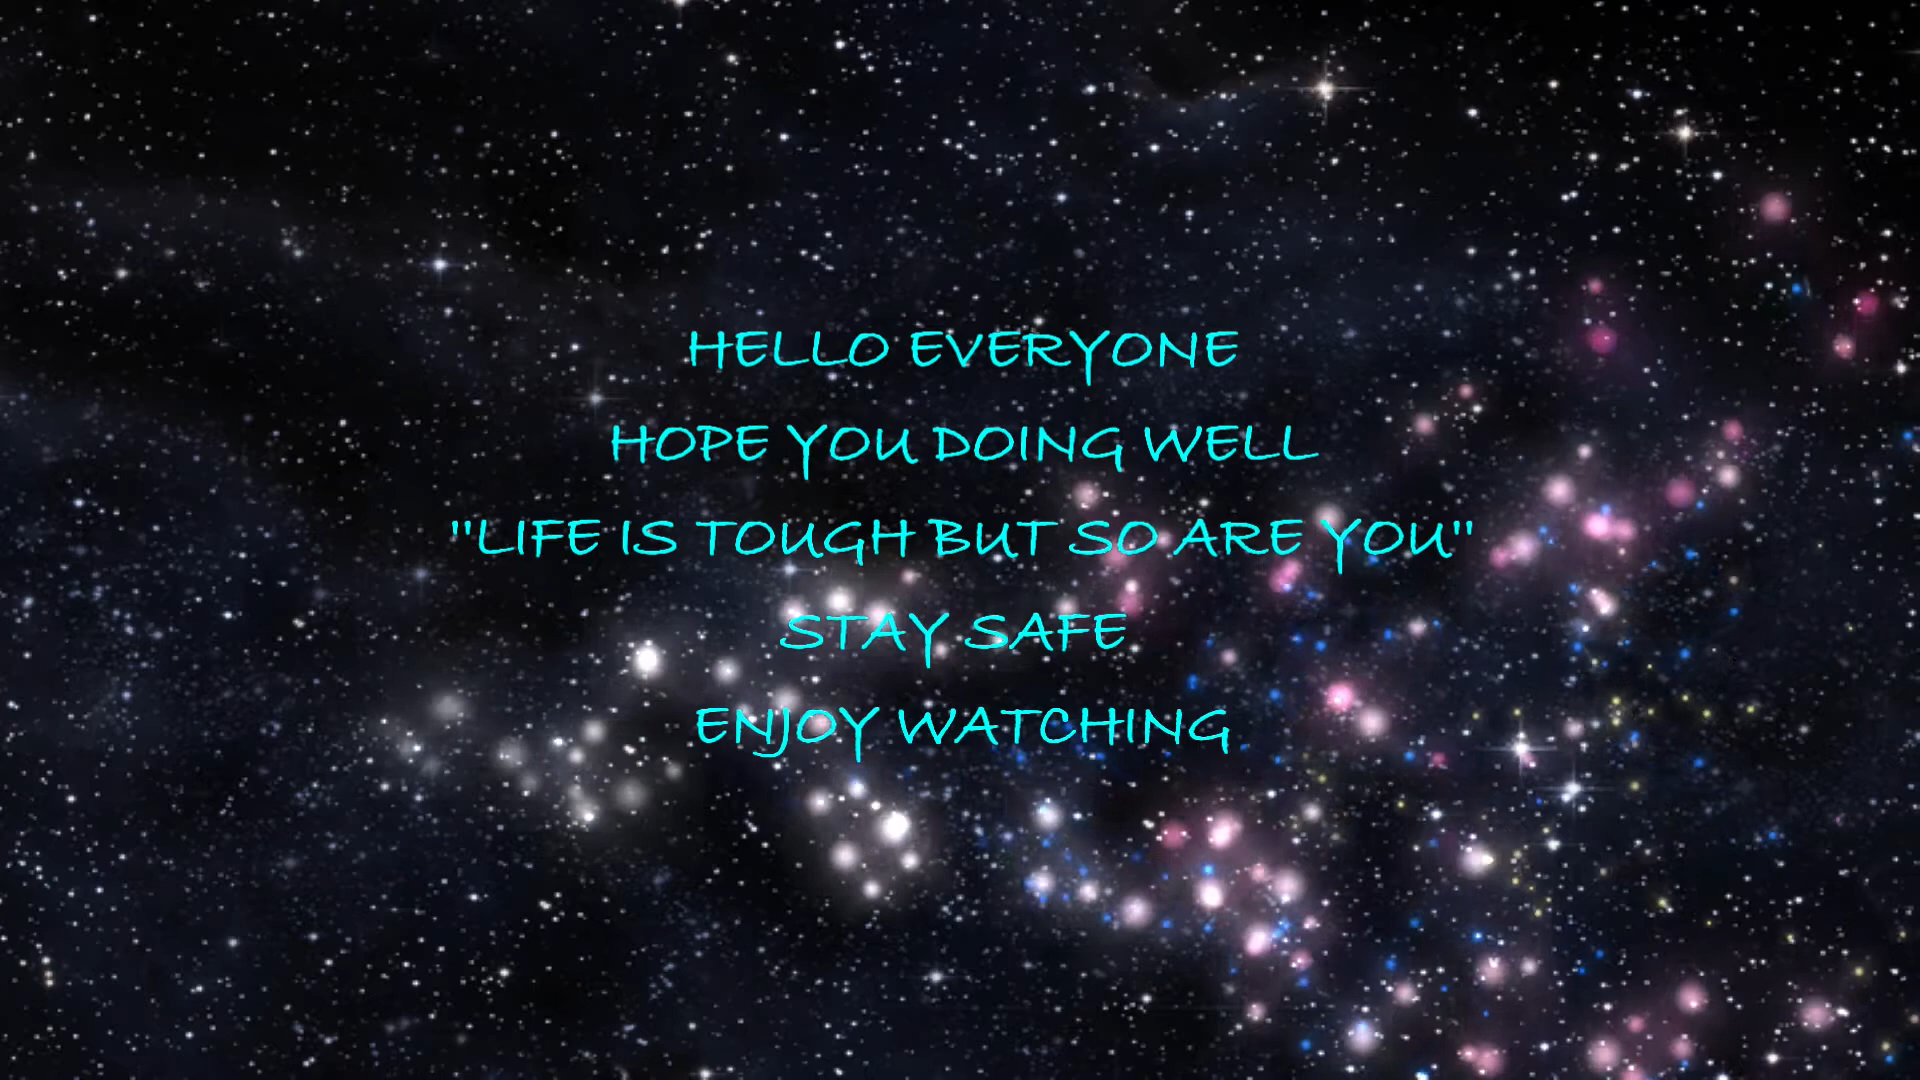 HELLO EVERYONE
HOPE YOU DOING WELL
"LIFE IS TOUGH BUT SO ARE YOU"
STAY SAFE
ENJOY WATCHING